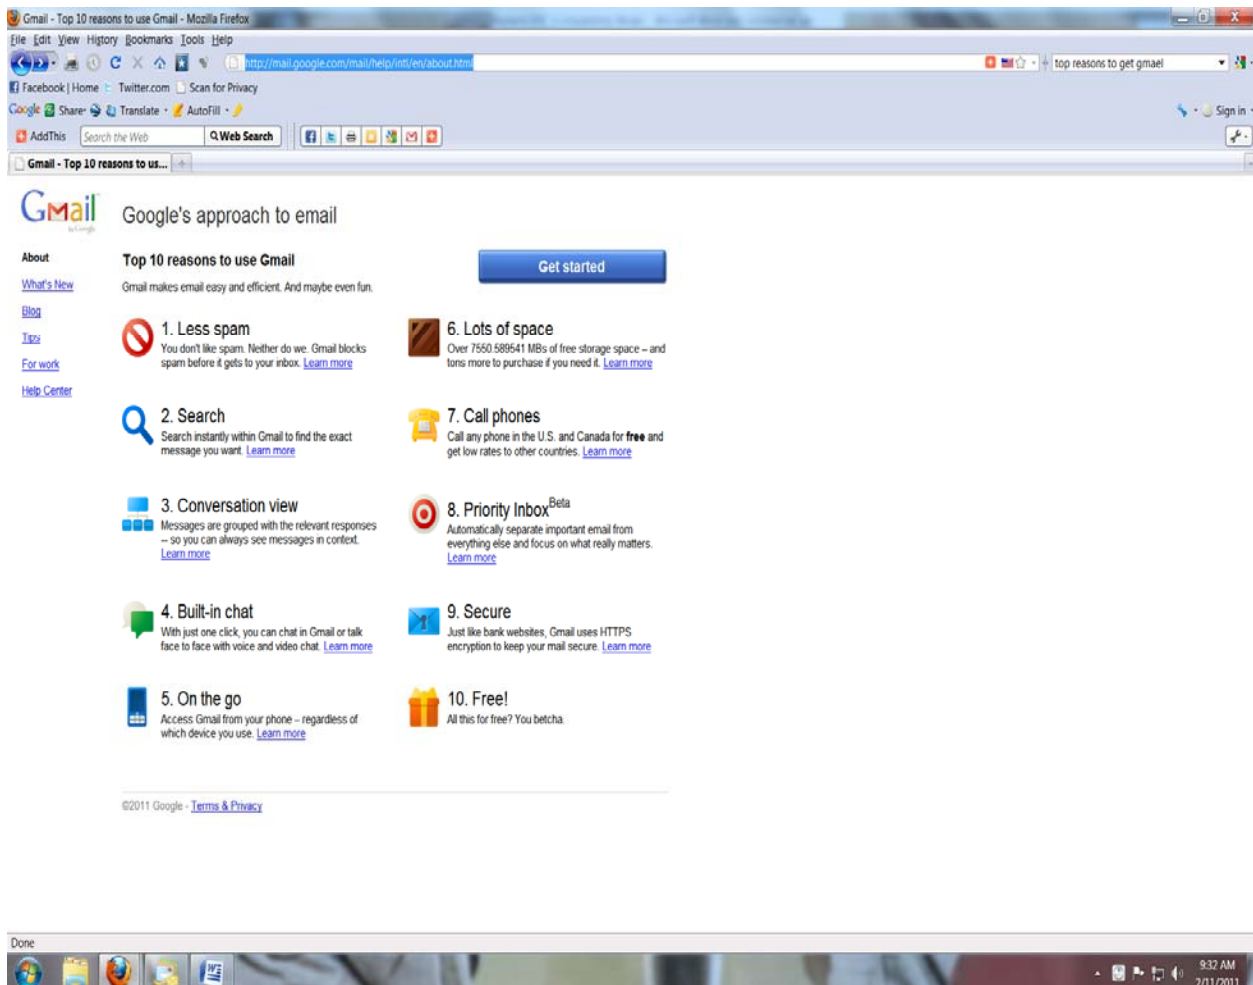 Gmail - Top 10 reasons to use Gmail - Mozilla Firefox
File Edit View History Bookmarks Tools Help
http://mail.google.com/mail/help/intl/en/about.html
top reasons to get gmael
Facebook | Home Twitter.com Scan for Privacy
Google Share Translate AutoFill Sign in
AddThis Search the Web Web Search
Gmail - Top 10 reasons to us...
Gmail
by Google
Google's approach to email
About
What's New
Blog
Tips
For work
Help Center
Top 10 reasons to use Gmail
Get started
Gmail makes email easy and efficient. And maybe even fun.
1. Less spam
You don't like spam. Neither do we. Gmail blocks
spam before it gets to your inbox. Learn more
2. Search
Search instantly within Gmail to find the exact
message you want. Learn more
3. Conversation view
Messages are grouped with the relevant responses
– so you can always see messages in context.
Learn more
4. Built-in chat
With just one click, you can chat in Gmail or talk
face to face with voice and video chat. Learn more
5. On the go
Access Gmail from your phone – regardless of
which device you use. Learn more
6. Lots of space
Over 7550.589541 MBs of free storage space – and
tons more to purchase if you need it. Learn more
7. Call phones
Call any phone in the U.S. and Canada for free and
get low rates to other countries. Learn more
8. Priority Inbox Beta
Automatically separate important email from
everything else and focus on what really matters.
Learn more
9. Secure
Just like bank websites, Gmail uses HTTPS
encryption to keep your mail secure. Learn more
10. Free!
All this for free? You betcha.
©2011 Google - Terms & Privacy
Done
9:32 AM
2/11/2011